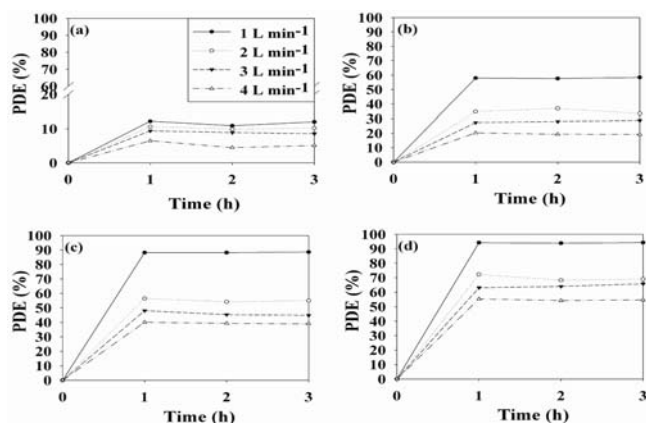 (a)
PDE (%)
100
90
80
70
60
20
10
0
1 L min-1
2 L min-1
3 L min-1
4 L min-1
0 1 2 3
Time (h)
(b)
PDE (%)
100
90
80
70
60
50
40
30
20
10
0
0 1 2 3
Time (h)
(c)
PDE (%)
100
90
80
70
60
50
40
30
20
10
0
0 1 2 3
Time (h)
(d)
PDE (%)
100
90
80
70
60
50
40
30
20
10
0
0 1 2 3
Time (h)